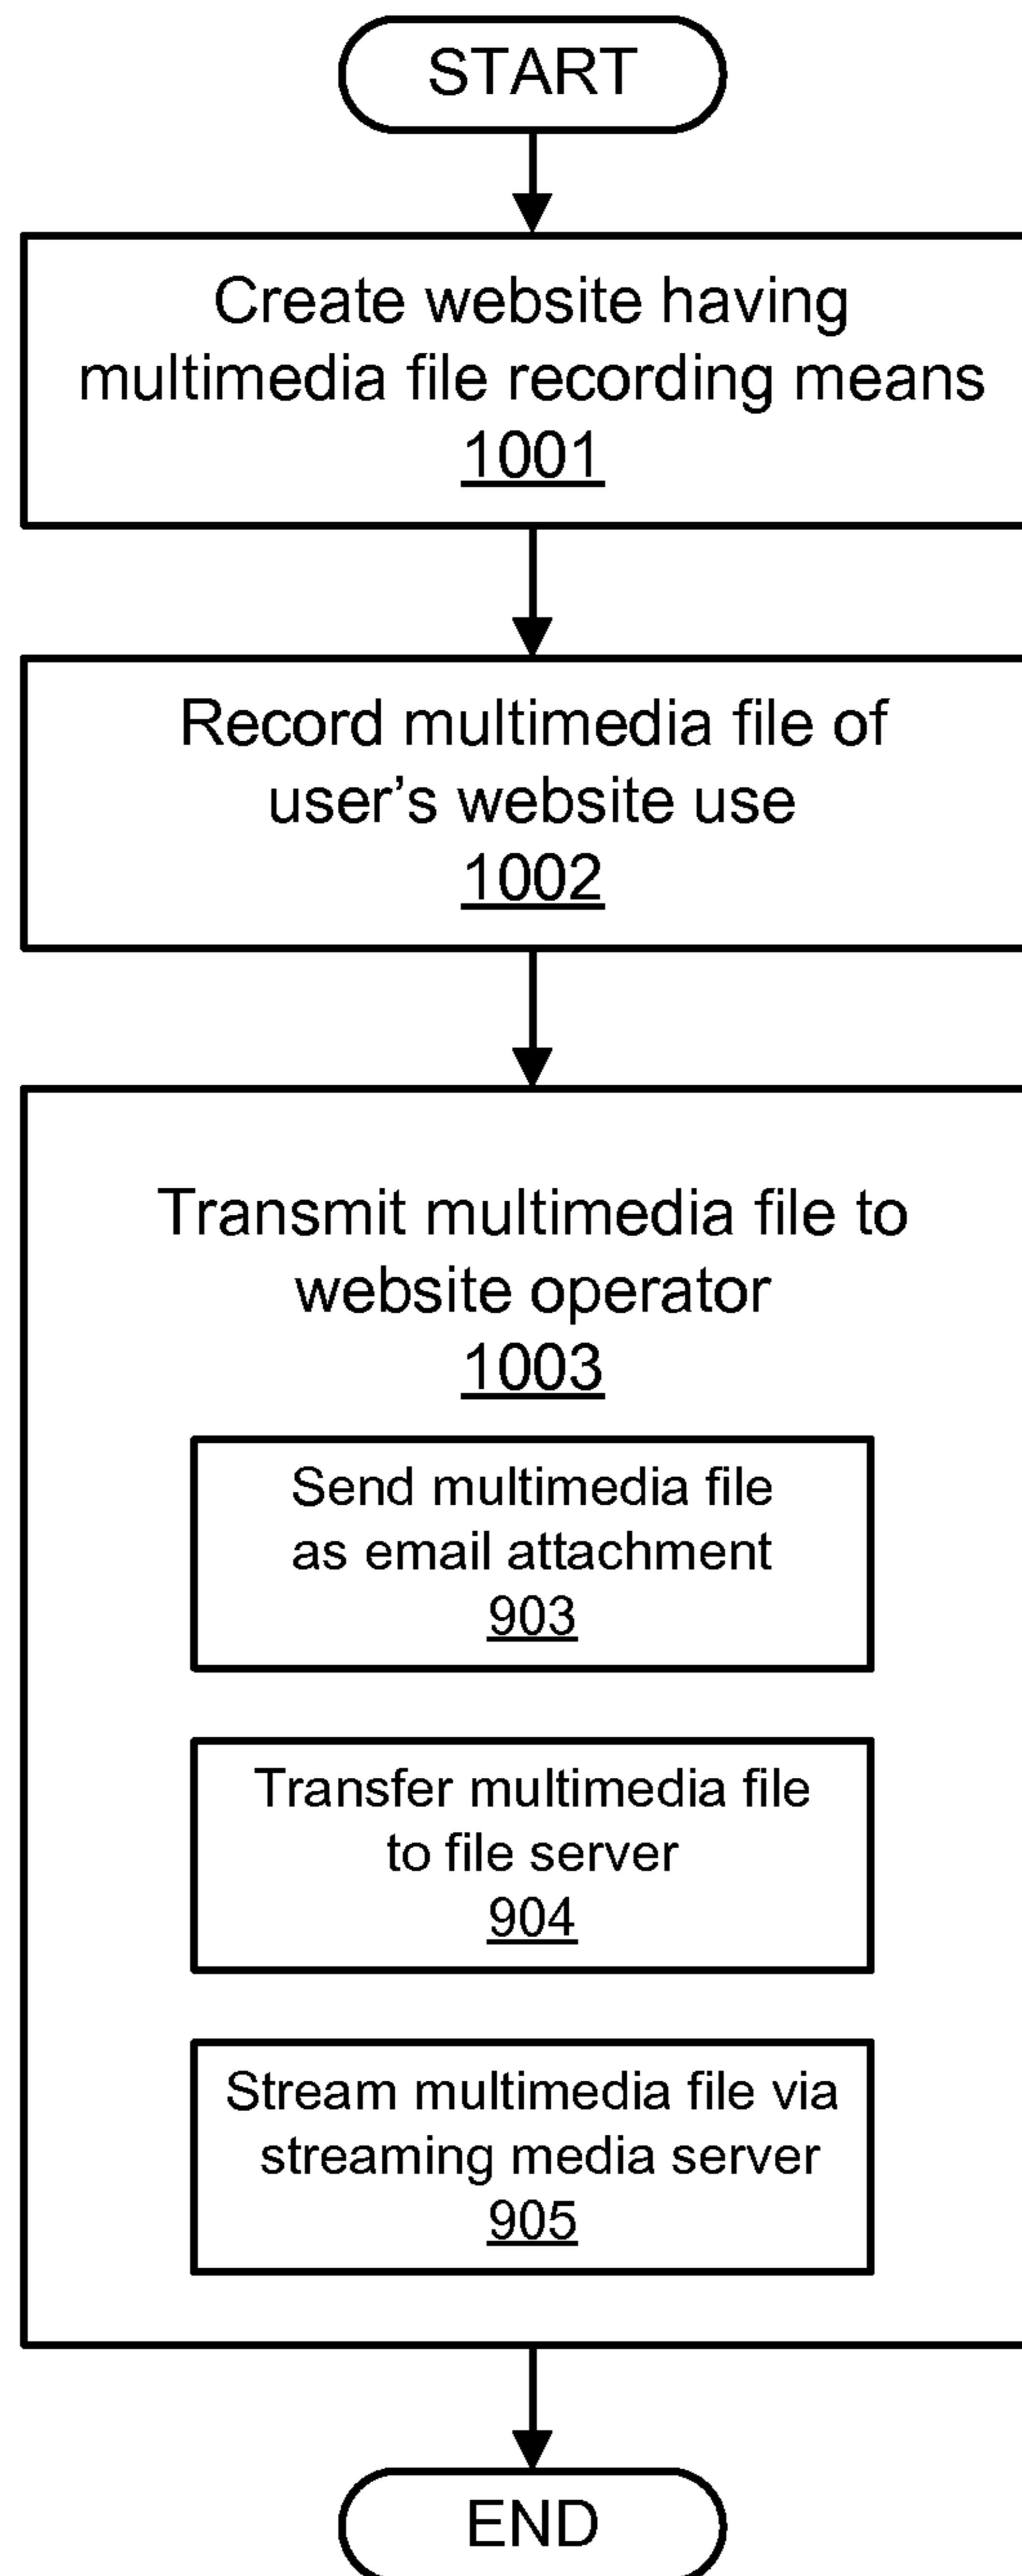 START
Create website having
multimedia file recording means
1001
Record multimedia file of
user’s website use
1002
Transmit multimedia file to
website operator
1003
Send multimedia file
as email attachment
903
Transfer multimedia file
to file server
904
Stream multimedia file via
streaming media server
905
END